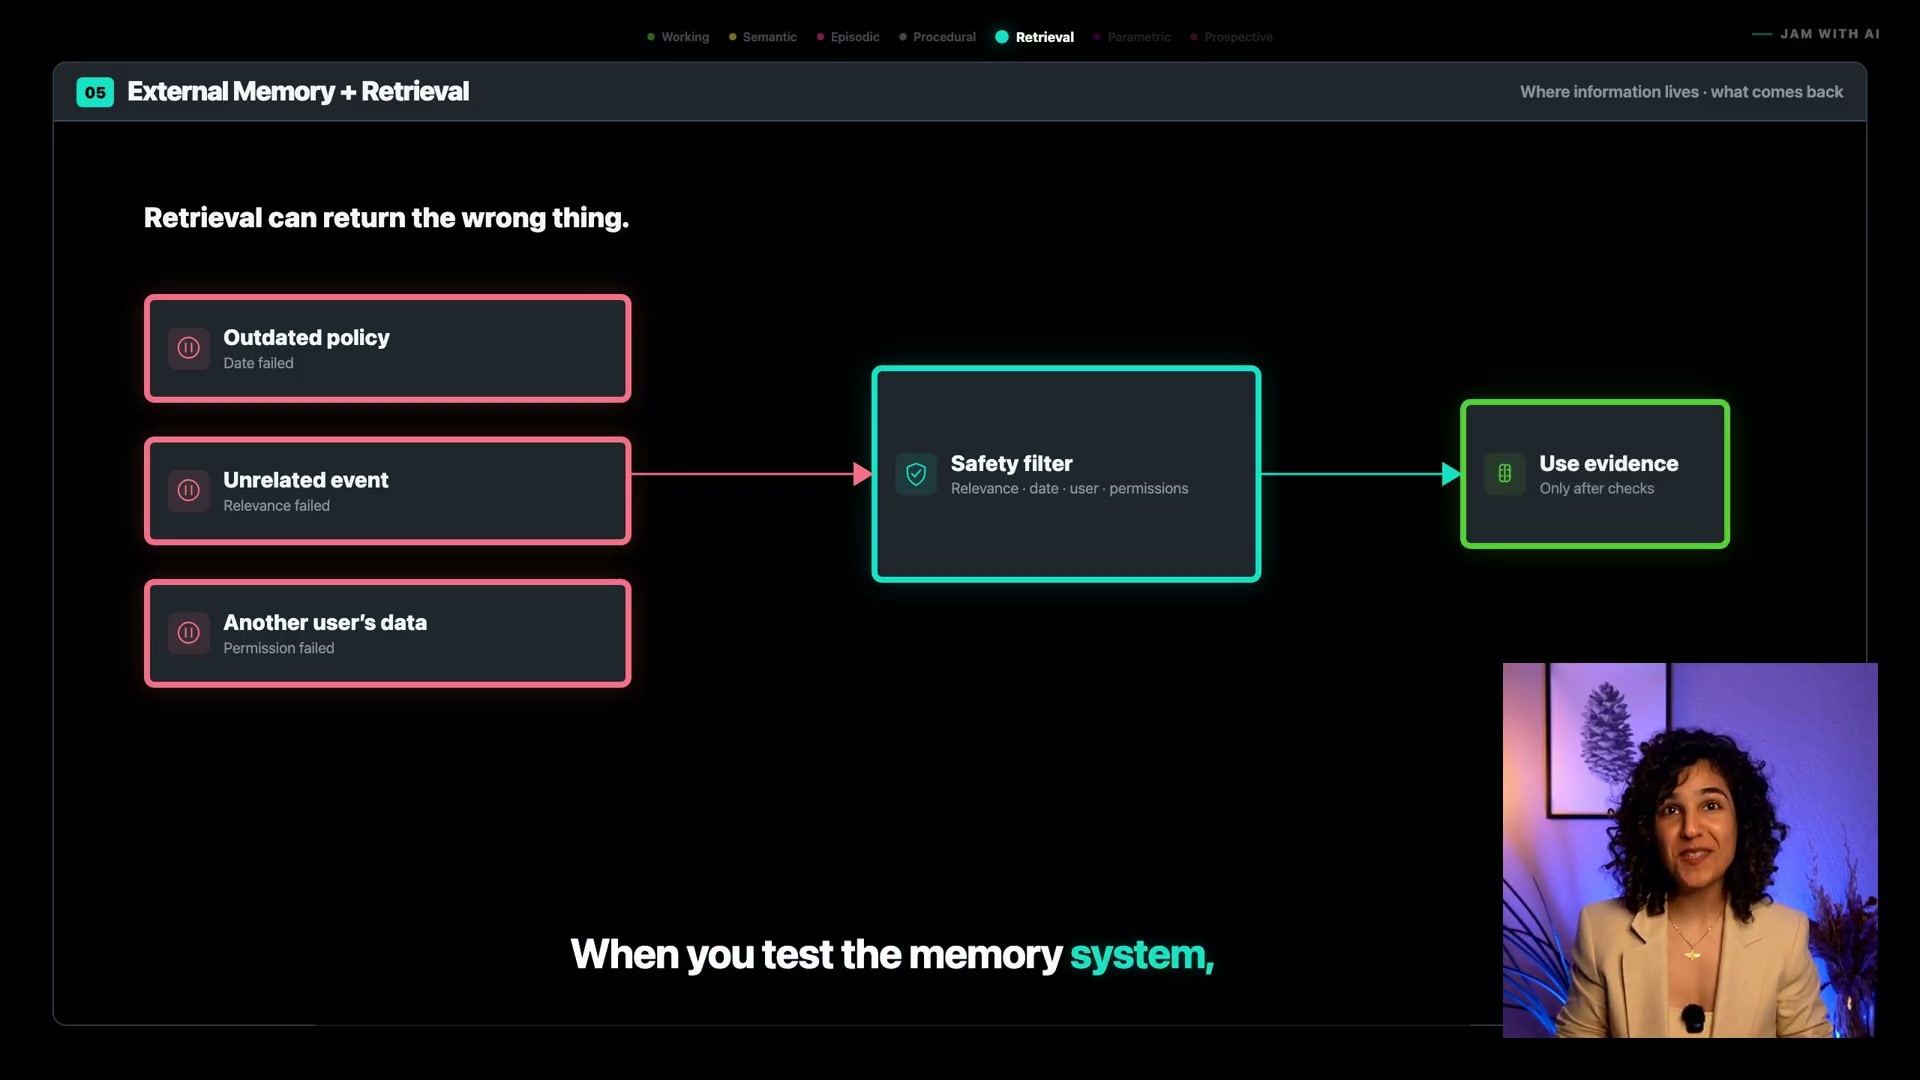 Working
Semantic
Episodic
Procedural
Retrieval
Parametric
Prospective
JAM WITH AI
05
External Memory + Retrieval
Where information lives · what comes back
Retrieval can return the wrong thing.
Outdated policy
Date failed
Unrelated event
Relevance failed
Another user’s data
Permission failed
Safety filter
Relevance · date · user · permissions
Use evidence
Only after checks
When you test the memory system,